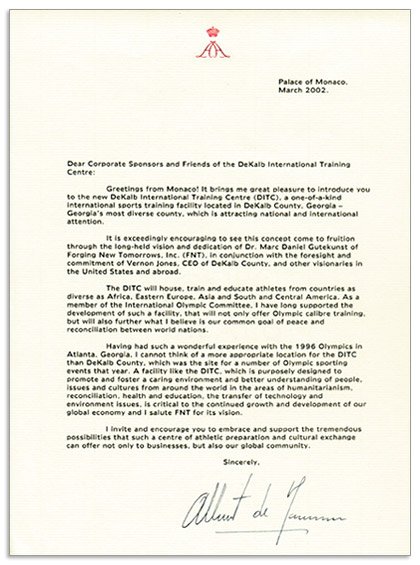 Palace of Monaco.
March 2002.
Dear Corporate Sponsors and Friends of the DeKalb International Training
Centre:
Greetings from Monaco! It brings me great pleasure to introduce you
to the new DeKalb International Training Centre (DITC), a one-of-a-kind
international sports training facility located in DeKalb County, Georgia –
Georgia's most diverse county, which is attracting national and international
attention.
It is exceedingly encouraging to see this concept come to fruition
through the long-held vision and dedication of Dr. Marc Daniel Gutekunst of
Forging New Tomorrows, Inc. (FNT), in conjunction with the foresight and
commitment of Vernon Jones, CEO of DeKalb County, and other visionaries in
the United States and abroad.
The DITC will house, train and educate athletes from countries as
diverse as Africa, Eastern Europe, Asia and South and Central America. As a
member of the International Olympic Committee, I have long supported the
development of such a facility, that will not only offer Olympic calibre training,
but will also further what I believe is our common goal of peace and
reconciliation between world nations.
Having had such a wonderful experience with the 1996 Olympics in
Atlanta, Georgia, I cannot think of a more appropriate location for the DITC
than DeKalb County, which was the site for a number of Olympic sporting
events that year. A facility like the DITC, which is purposely designed to
promote and foster a caring environment and better understanding of people,
issues and cultures from around the world in the areas of humanitarianism,
reconciliation, health and education, the transfer of technology and
environment issues, is critical to the continued growth and development of our
global economy and I salute FNT for its vision.
I invite and encourage you to embrace and support the tremendous
possibilities that such a centre of athletic preparation and cultural exchange
can offer not only to businesses, but also our global community.
Sincerely,
Albert de